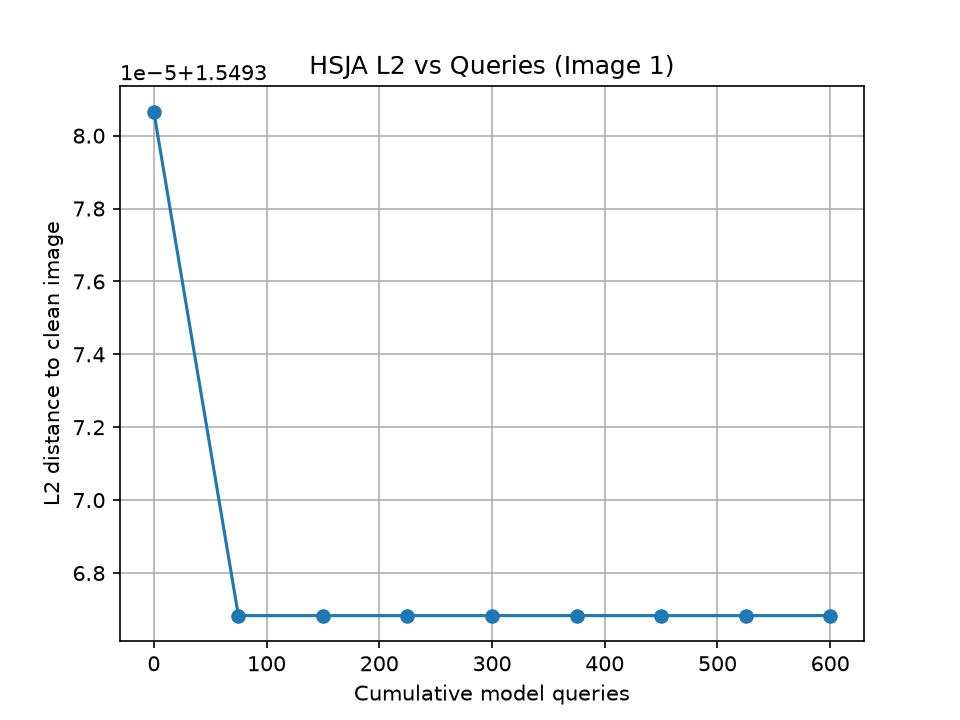 HSJA L2 vs Queries (Image 1)
1e−5+1.5493
L2 distance to clean image
8.0
7.8
7.6
7.4
7.2
7.0
6.8
0 100 200 300 400 500 600
Cumulative model queries